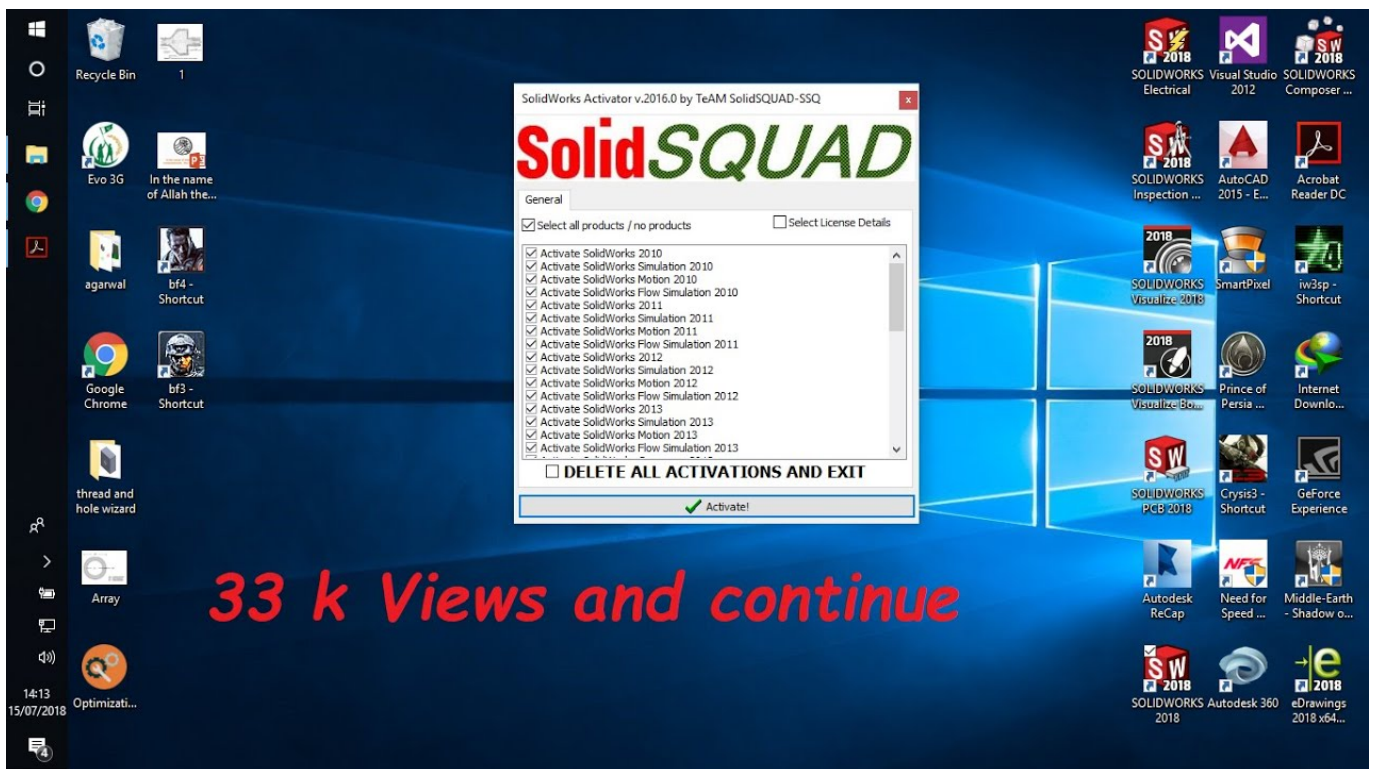 Recycle Bin
1
Evo 3G
In the name
of Allah the...
agarwal
bf4 -
Shortcut
Google
Chrome
bf3 -
Shortcut
thread and
hole wizard
Array
Optimizati...
14:13
15/07/2018
4
SolidWorks Activator v.2016.0 by TeAM SolidSQUAD-SSQ
x
SolidSQUAD
General
Select all products / no products
Select License Details
Activate SolidWorks 2010
Activate SolidWorks Simulation 2010
Activate SolidWorks Motion 2010
Activate SolidWorks Flow Simulation 2010
Activate SolidWorks 2011
Activate SolidWorks Simulation 2011
Activate SolidWorks Motion 2011
Activate SolidWorks Flow Simulation 2011
Activate SolidWorks 2012
Activate SolidWorks Simulation 2012
Activate SolidWorks Motion 2012
Activate SolidWorks Flow Simulation 2012
Activate SolidWorks 2013
Activate SolidWorks Simulation 2013
Activate SolidWorks Motion 2013
Activate SolidWorks Flow Simulation 2013
DELETE ALL ACTIVATIONS AND EXIT
Activate!
33 k Views and continue
SW
2018
SOLIDWORKS
Electrical
Visual Studio
2012
SW
2018
SOLIDWORKS
Composer ...
SW
2018
SOLIDWORKS
Inspection ...
AutoCAD
2015 - E...
Acrobat
Reader DC
2018
SOLIDWORKS
Visualize 2018
SmartPixel
4
iw3sp -
Shortcut
2018
SOLIDWORKS
Visualize Bo...
Prince of
Persia ...
Internet
Downlo...
SW
SOLIDWORKS
PCB 2018
Crysis3 -
Shortcut
GeForce
Experience
Autodesk
ReCap
NFS
Need for
Speed ...
Middle-Earth
- Shadow o...
SW
2018
SOLIDWORKS
2018
Autodesk 360
e
2018
eDrawings
2018 x64...